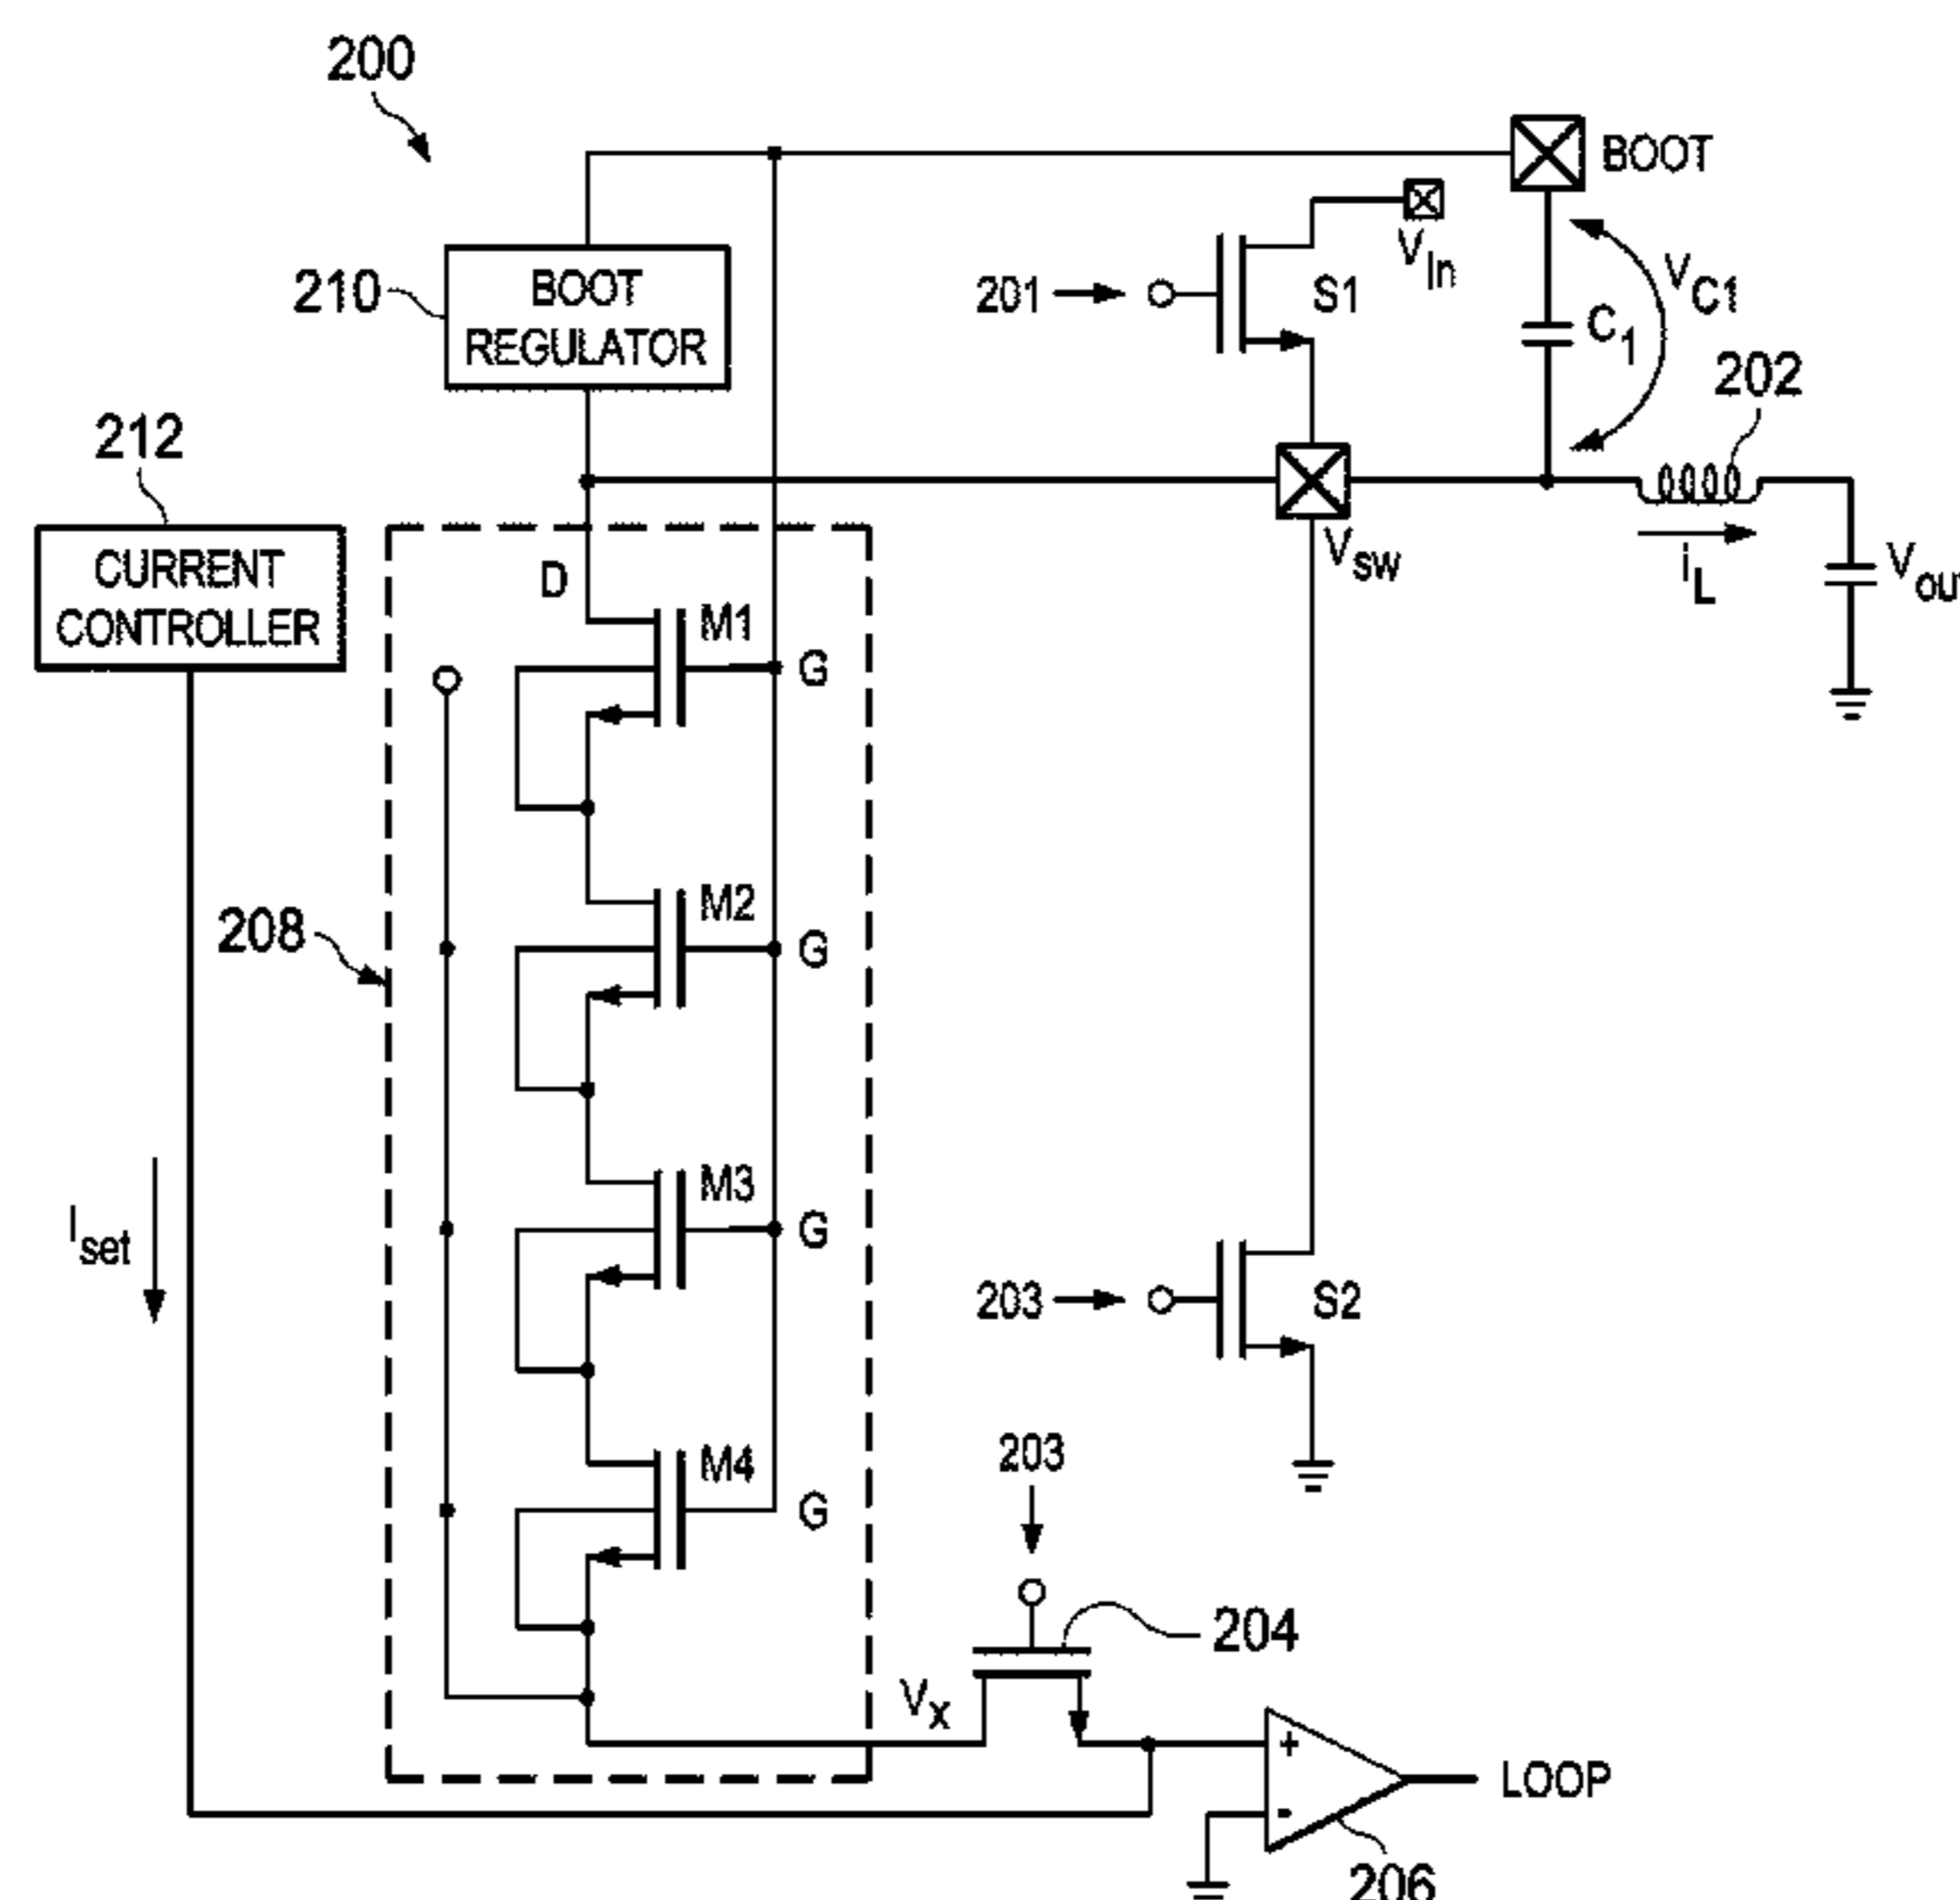 200
BOOT
V_In
201
S1
V_C1
C_1
210
BOOT
REGULATOR
202
212
CURRENT
CONTROLLER
D
V_sw
i_L
V_out
M1
G
M2
G
208
M3
G
I_set
203
S2
M4
G
203
204
V_X
+
-
LOOP
206